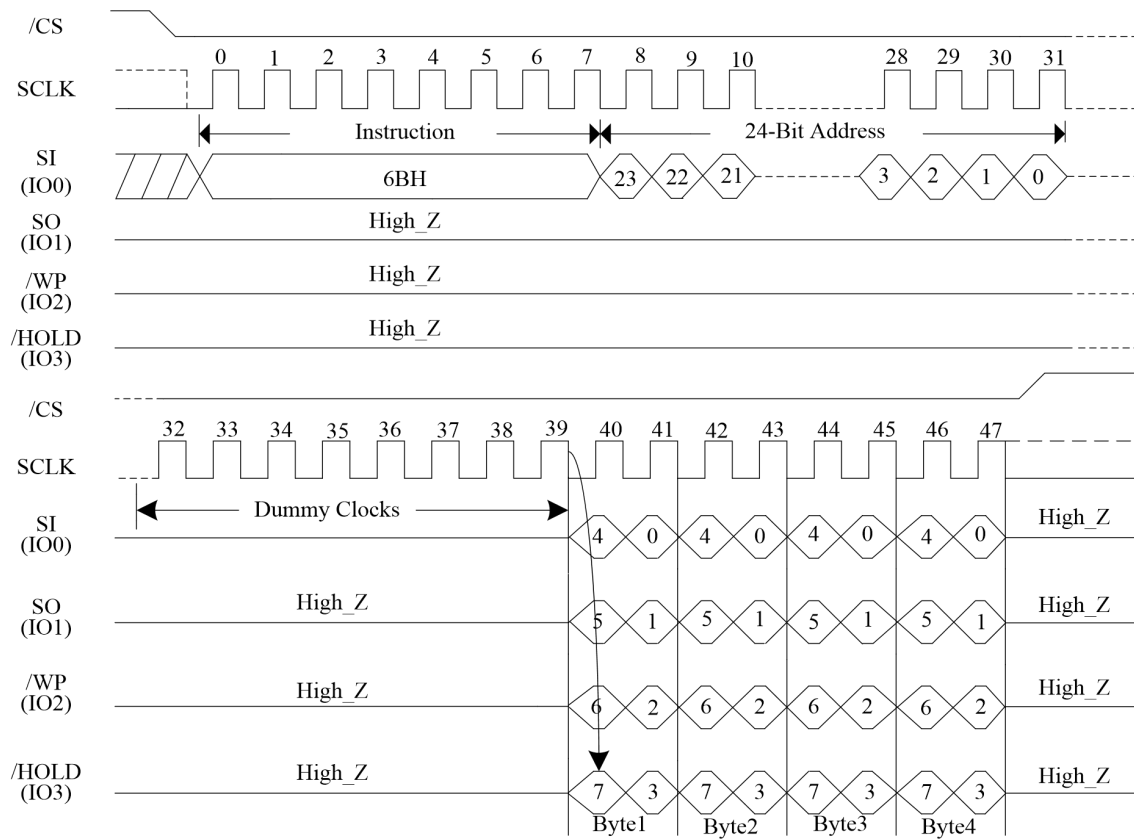 /CS
0 1 2 3 4 5 6 7 8 9 10 28 29 30 31
SCLK
Instruction 24-Bit Address
SI
(IO0)
6BH 23 22 21 3 2 1 0
SO
(IO1)
High_Z
/WP
(IO2)
High_Z
/HOLD
(IO3)
High_Z
/CS
32 33 34 35 36 37 38 39 40 41 42 43 44 45 46 47
SCLK
Dummy Clocks
SI
(IO0)
4 0 4 0 4 0 4 0 High_Z
SO
(IO1)
High_Z 5 1 5 1 5 1 5 1 High_Z
/WP
(IO2)
High_Z 6 2 6 2 6 2 6 2 High_Z
/HOLD
(IO3)
High_Z 7 3 7 3 7 3 7 3 High_Z
Byte1 Byte2 Byte3 Byte4